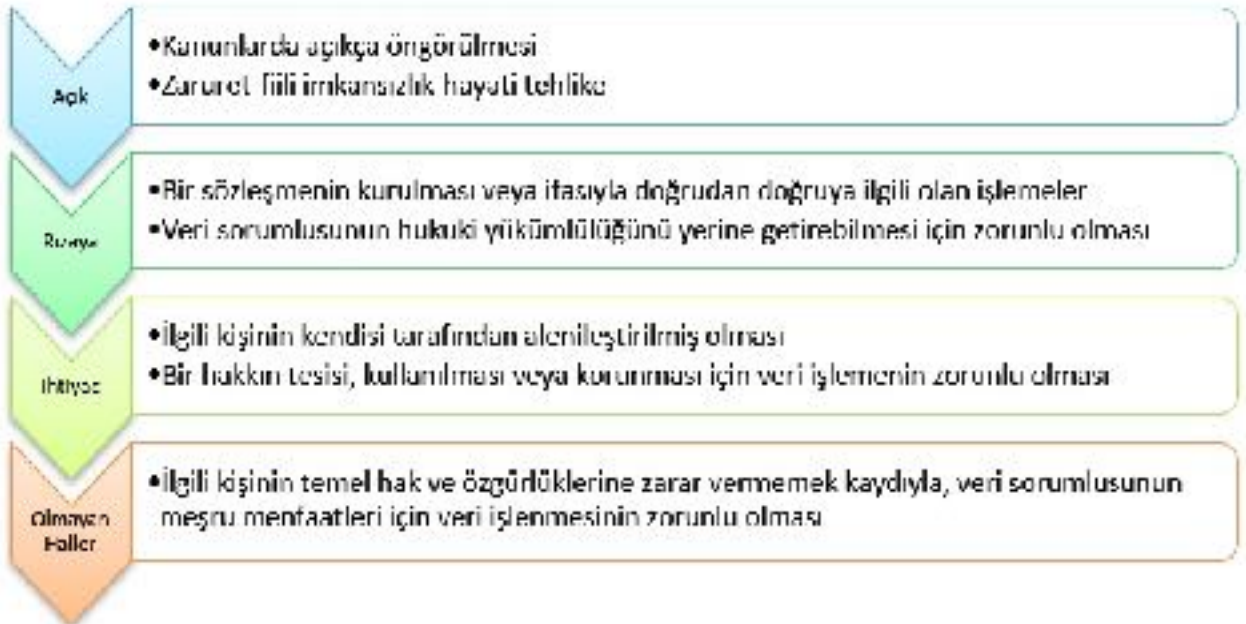 Açık
•Kanunlarda açıkça öngörülmesi
•Zaruret fiili imkansızlık hayati tehlike
Rızaya
•Bir sözleşmenin kurulması veya ifasıyla doğrudan doğruya ilgili olan işlemeler
•Veri sorumlusunun hukuki yükümlülüğünü yerine getirebilmesi için zorunlu olması
İhtiyaç
•İlgili kişinin kendisi tarafından alenileştirilmiş olması
•Bir hakkın tesisi, kullanılması veya korunması için veri işlemenin zorunlu olması
Olmayan
Haller
•İlgili kişinin temel hak ve özgürlüklerine zarar vermemek kaydıyla, veri sorumlusunun
meşru menfaatleri için veri işlenmesinin zorunlu olması